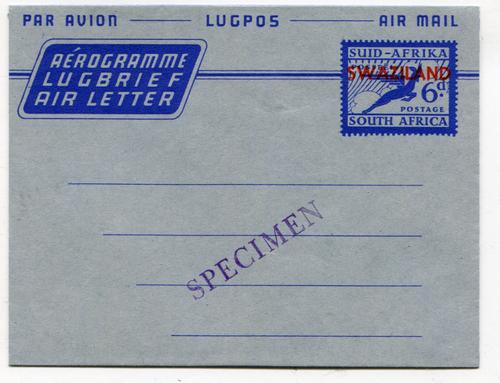 PAR AVION — LUGPOS — AIR MAIL
AÉROGRAMME
LUGBRIEF
AIR LETTER
SUID-AFRIKA
SWAZILAND
6d.
POSTAGE
SOUTH AFRICA
SPECIMEN